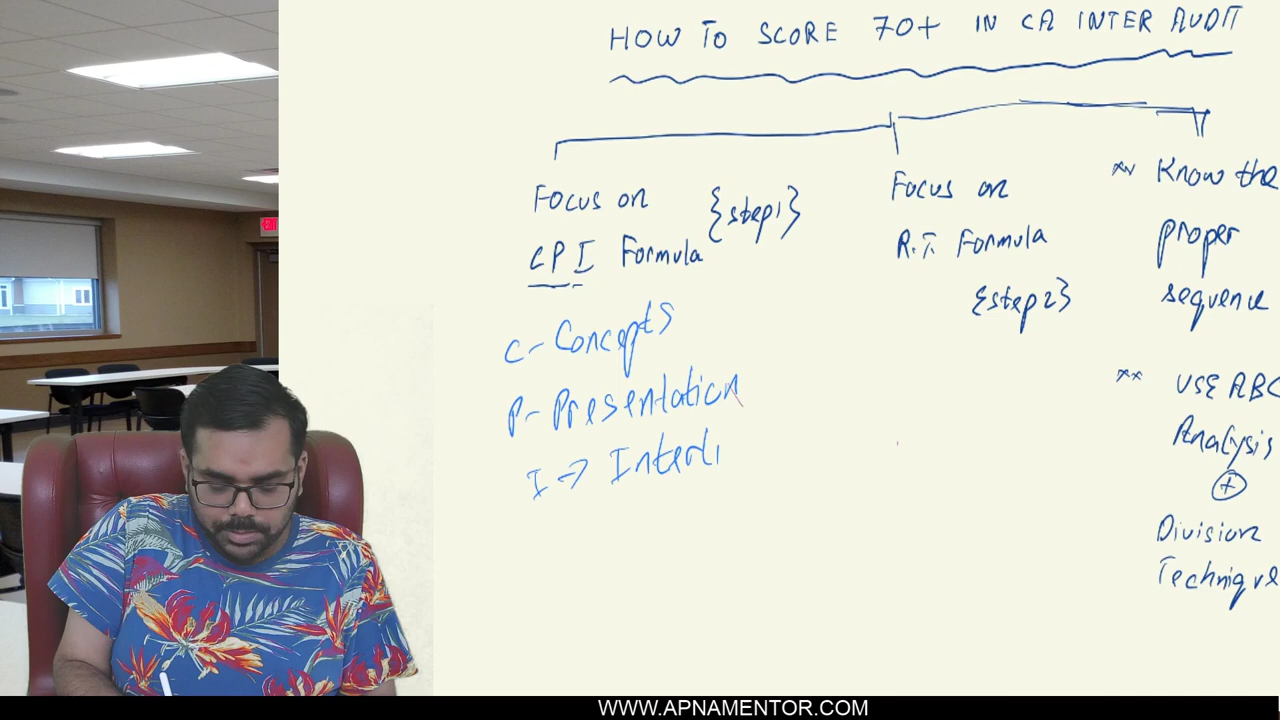 HOW TO SCORE 70+ IN CA INTER AUDIT
Focus on
CPI Formula {step1}
C- Concepts
P- Presentation
I → Interli
Focus on
R.T. Formula
{step2}
** Know the
proper
sequence
** USE ABC
Analysis
+
Division
Technique
WWW.APNAMENTOR.COM